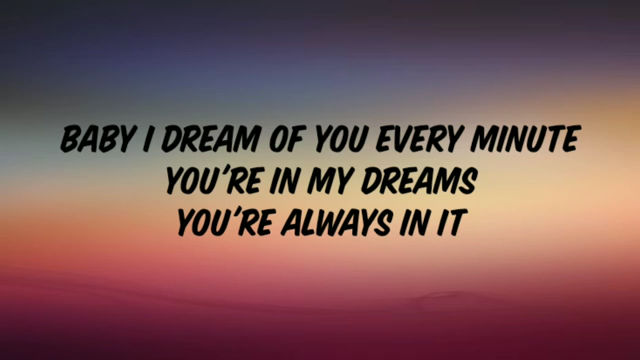 BABY I DREAM OF YOU EVERY MINUTE
YOU'RE IN MY DREAMS
YOU'RE ALWAYS IN IT